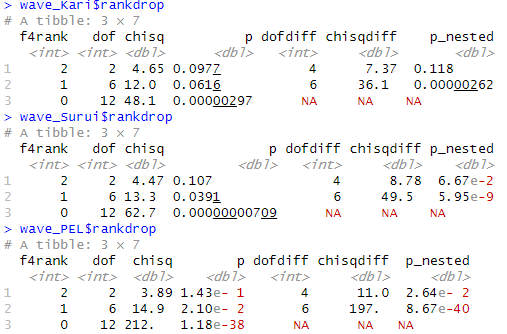 > wave_Kari$rankdrop
# A tibble: 3 × 7
f4rank dof chisq p dofdiff chisqdiff p_nested
<int> <int> <dbl> <dbl> <int> <dbl> <dbl>
1 2 2 4.65 0.0977 4 7.37 0.118
2 1 6 12.0 0.0616 6 36.1 0.00000262
3 0 12 48.1 0.00000297 NA NA NA
> wave_Surui$rankdrop
# A tibble: 3 × 7
f4rank dof chisq p dofdiff chisqdiff p_nested
<int> <int> <dbl> <dbl> <int> <dbl> <dbl>
1 2 2 4.47 0.107 4 8.78 6.67e-2
2 1 6 13.3 0.0391 6 49.5 5.95e-9
3 0 12 62.7 0.00000000709 NA NA NA
> wave_PEL$rankdrop
# A tibble: 3 × 7
f4rank dof chisq p dofdiff chisqdiff p_nested
<int> <int> <dbl> <dbl> <int> <dbl> <dbl>
1 2 2 3.89 1.43e- 1 4 11.0 2.64e- 2
2 1 6 14.9 2.10e- 2 6 197. 8.67e-40
3 0 12 212. 1.18e-38 NA NA NA